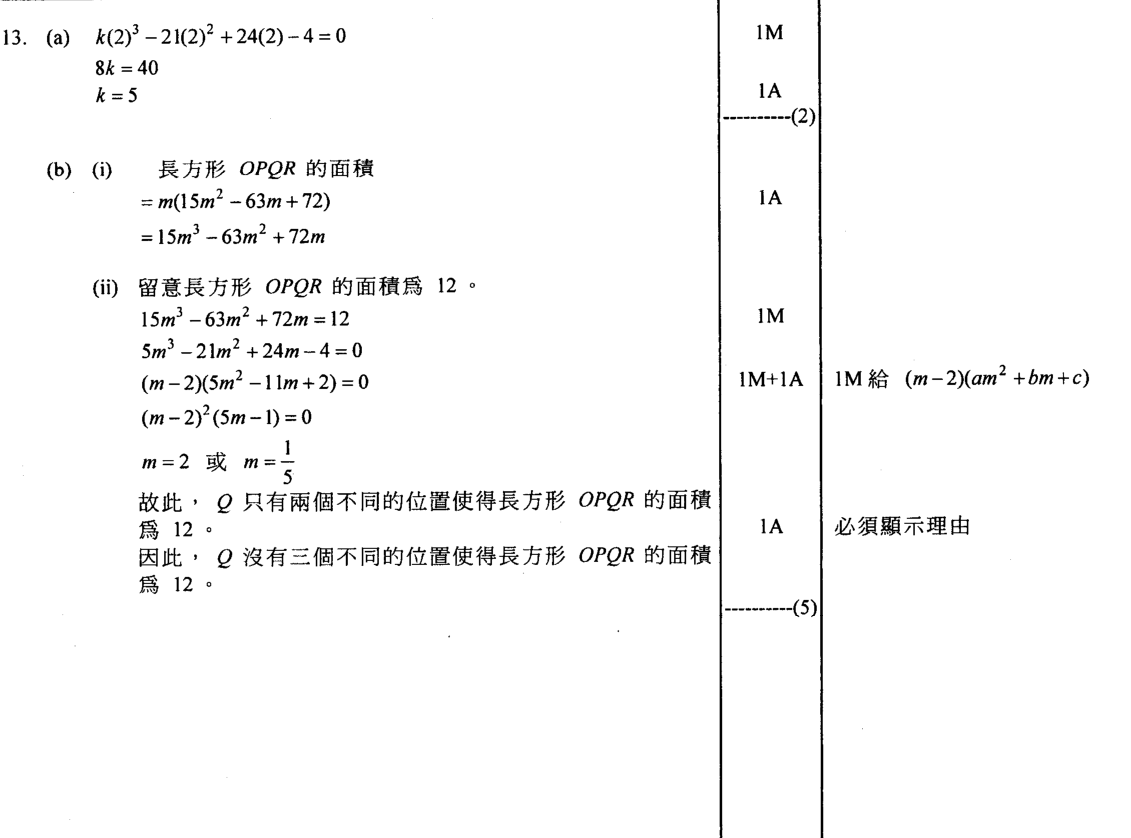 13. (a) k(2)³ – 21(2)² + 24(2) – 4 = 0 1M
8k = 40
k = 5 1A
----------(2)
(b) (i) 長方形 OPQR 的面積
= m(15m² – 63m + 72) 1A
= 15m³ – 63m² + 72m
(ii) 留意長方形 OPQR 的面積爲 12 。
15m³ – 63m² + 72m = 12 1M
5m³ – 21m² + 24m – 4 = 0
(m – 2)(5m² – 11m + 2) = 0 1M+1A 1M 給 (m – 2)(am² + bm + c)
(m – 2)²(5m – 1) = 0
m = 2 或 m = 1/5
故此， Q 只有兩個不同的位置使得長方形 OPQR 的面積
爲 12 。 1A 必須顯示理由
因此， Q 沒有三個不同的位置使得長方形 OPQR 的面積
爲 12 。
----------(5)